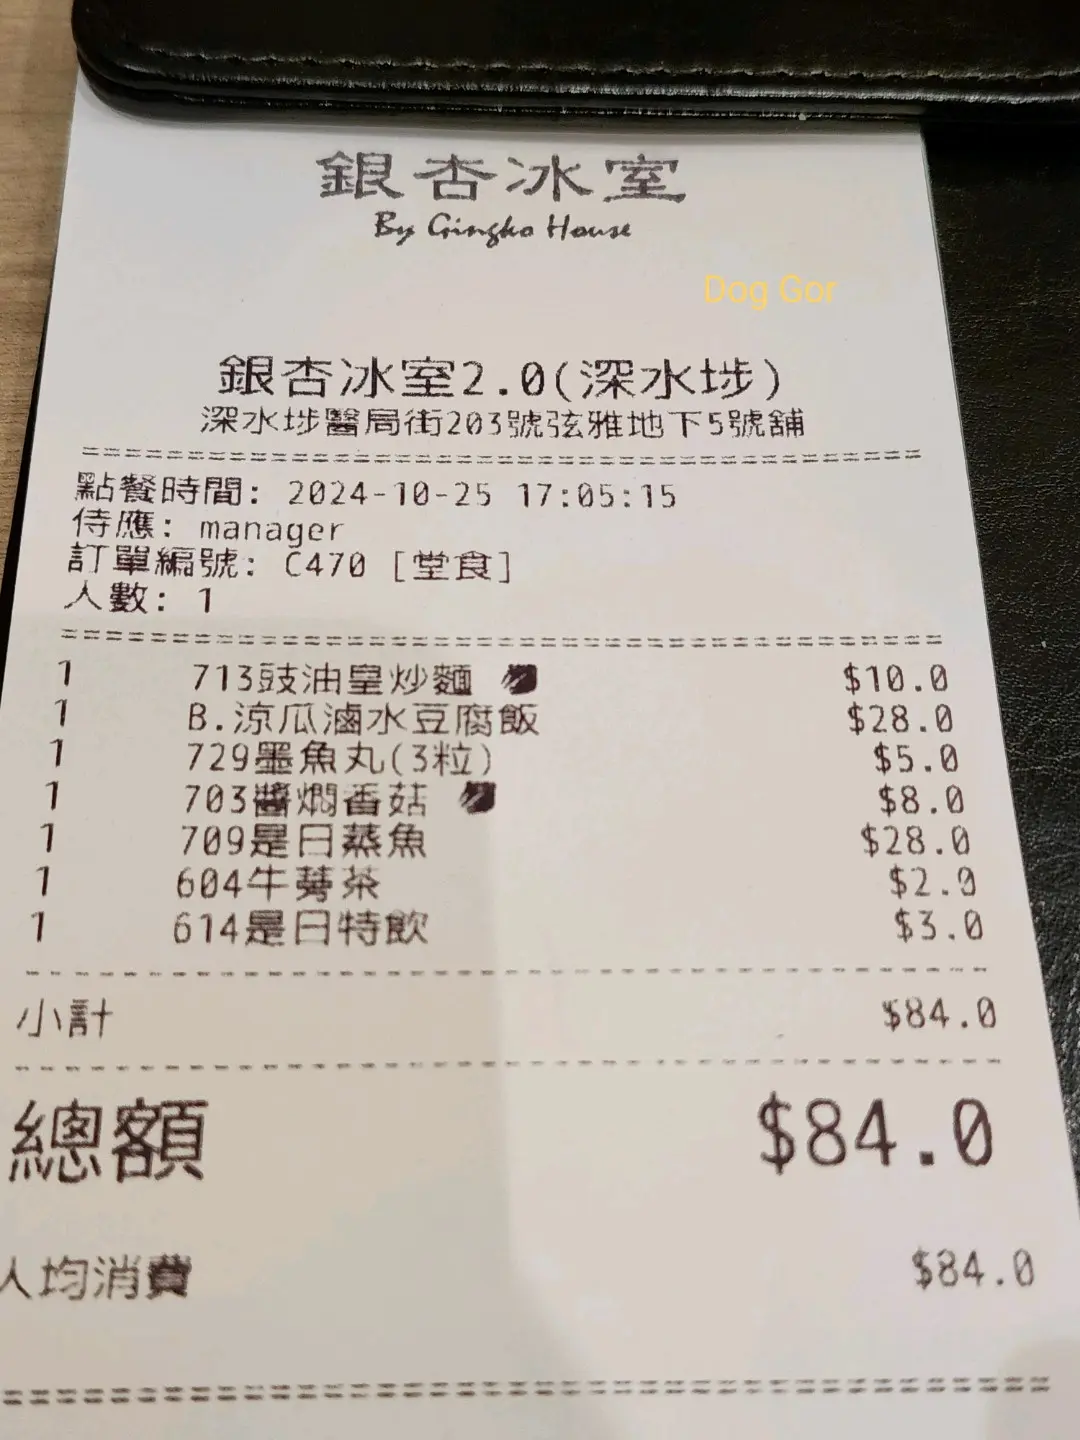 銀杏冰室
By Gingko House
Dog Gor
銀杏冰室2.0(深水埗)
深水埗醫局街203號弦雅地下5號舖
點餐時間: 2024-10-25 17:05:15
侍應: manager
訂單編號: C470 [堂食]
人數: 1
1 713豉油皇炒麵 $10.0
1 B.涼瓜滷水豆腐飯 $28.0
1 729墨魚丸(3粒) $5.0
1 703醬燜香菇 $8.0
1 709是日蒸魚 $28.0
1 604牛蒡茶 $2.0
1 614是日特飲 $3.0
小計 $84.0
總額 $84.0
人均消費 $84.0